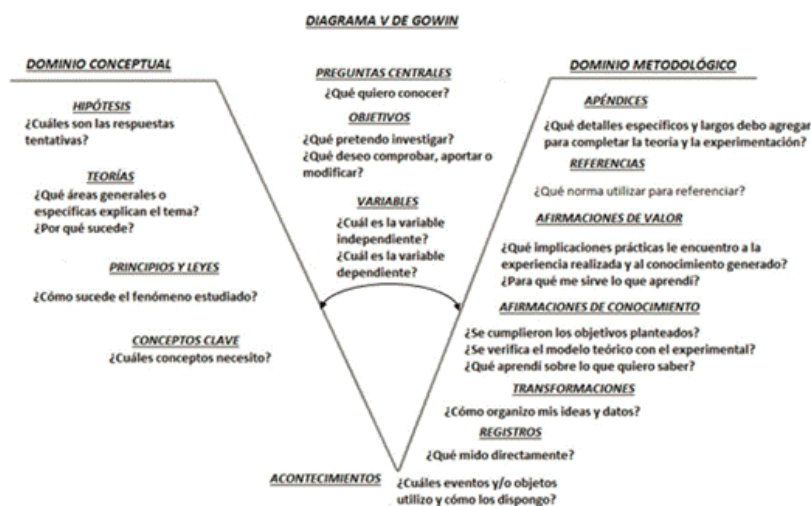 DIAGRAMA V DE GOWIN
DOMINIO CONCEPTUAL
HIPÓTESIS
¿Cuáles son las respuestas
tentativas?
TEORÍAS
¿Qué áreas generales o
específicas explican el tema?
¿Por qué sucede?
PRINCIPIOS Y LEYES
¿Cómo sucede el fenómeno estudiado?
CONCEPTOS CLAVE
¿Cuáles conceptos necesito?
PREGUNTAS CENTRALES
¿Qué quiero conocer?
OBJETIVOS
¿Qué pretendo investigar?
¿Qué deseo comprobar, aportar o
modificar?
VARIABLES
¿Cuál es la variable
independiente?
¿Cuál es la variable
dependiente?
DOMINIO METODOLÓGICO
APÉNDICES
¿Qué detalles específicos y largos debo agregar
para completar la teoría y la experimentación?
REFERENCIAS
¿Qué norma utilizar para referenciar?
AFIRMACIONES DE VALOR
¿Qué implicaciones prácticas le encuentro a la
experiencia realizada y al conocimiento generado?
¿Para qué me sirve lo que aprendí?
AFIRMACIONES DE CONOCIMIENTO
¿Se cumplieron los objetivos planteados?
¿Se verifica el modelo teórico con el experimental?
¿Qué aprendí sobre lo que quiero saber?
TRANSFORMACIONES
¿Cómo organizo mis ideas y datos?
REGISTROS
¿Qué mido directamente?
ACONTECIMIENTOS
¿Cuáles eventos y/o objetos
utilizo y cómo los dispongo?